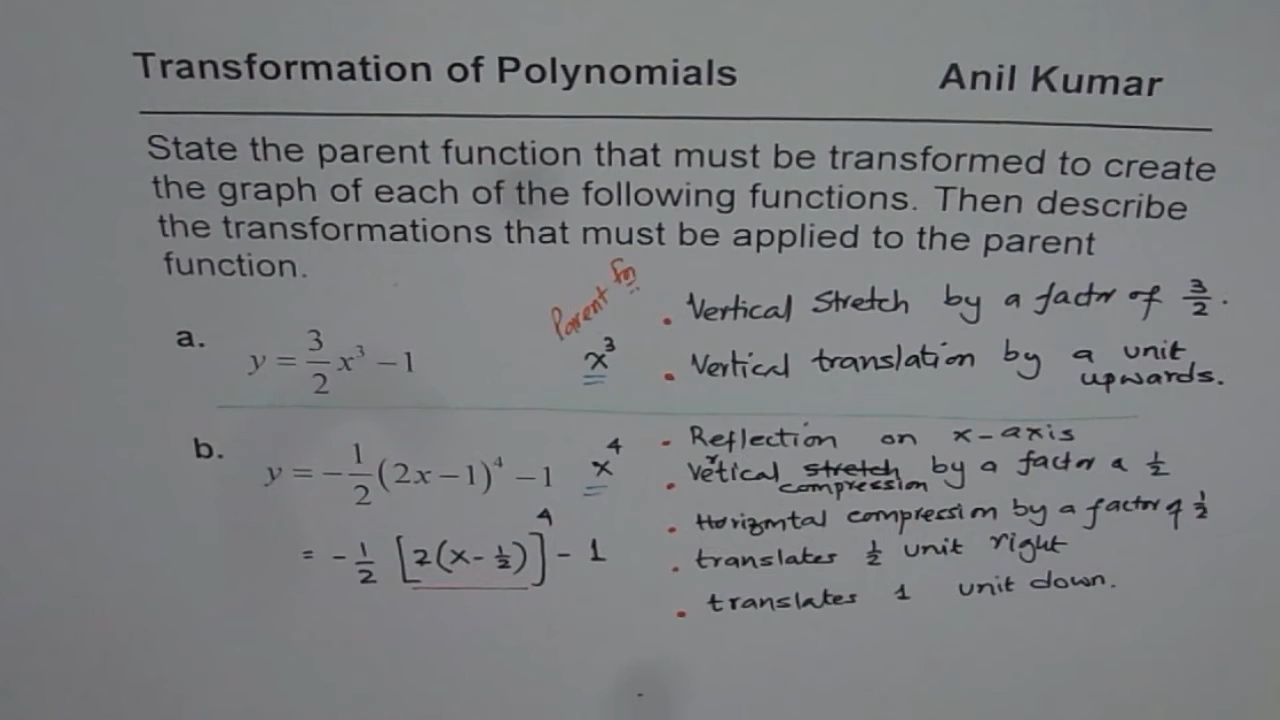 Transformation of Polynomials Anil Kumar
State the parent function that must be transformed to create
the graph of each of the following functions. Then describe
the transformations that must be applied to the parent
function.
Parent fn
a. y = 3/2 x³ − 1 x³
• Vertical Stretch by a factor of 3/2.
• Vertical translation by a unit
upwards.
b. y = −1/2 (2x − 1)⁴ − 1 x⁴
= − 1/2 [2(x − 1/2)]⁴ − 1
• Reflection on x-axis
• Vertical stretch by a factor a 1/2
compression
• Horizontal compression by a factor of 1/2
• translates 1/2 unit right
• translates 1 unit down.